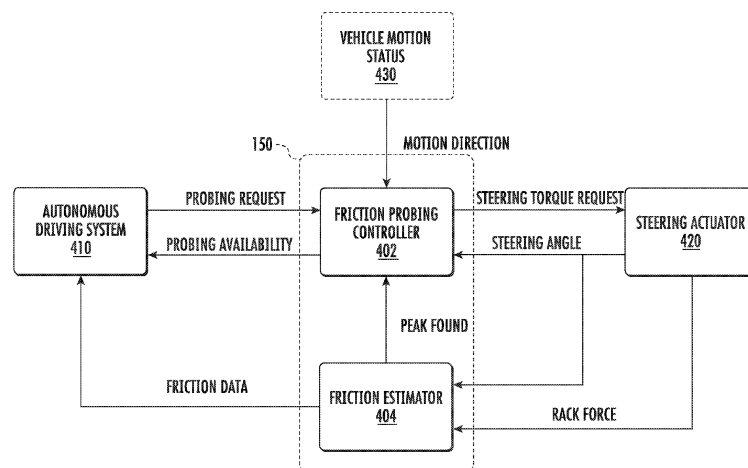 VEHICLE MOTION
STATUS
430
150
MOTION DIRECTION
AUTONOMOUS
DRIVING SYSTEM
410
PROBING REQUEST
PROBING AVAILABILITY
FRICTION PROBING
CONTROLLER
402
STEERING TORQUE REQUEST
STEERING ANGLE
STEERING ACTUATOR
420
PEAK FOUND
FRICTION DATA
FRICTION ESTIMATOR
404
RACK FORCE